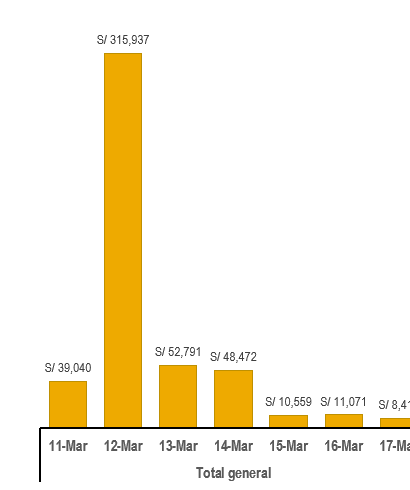 S/ 315,937
S/ 52,791
S/ 48,472
S/ 39,040
S/ 10,559
S/ 11,071
11-Mar
12-Mar
13-Mar
14-Mar
15-Mar
16-Mar
Total general